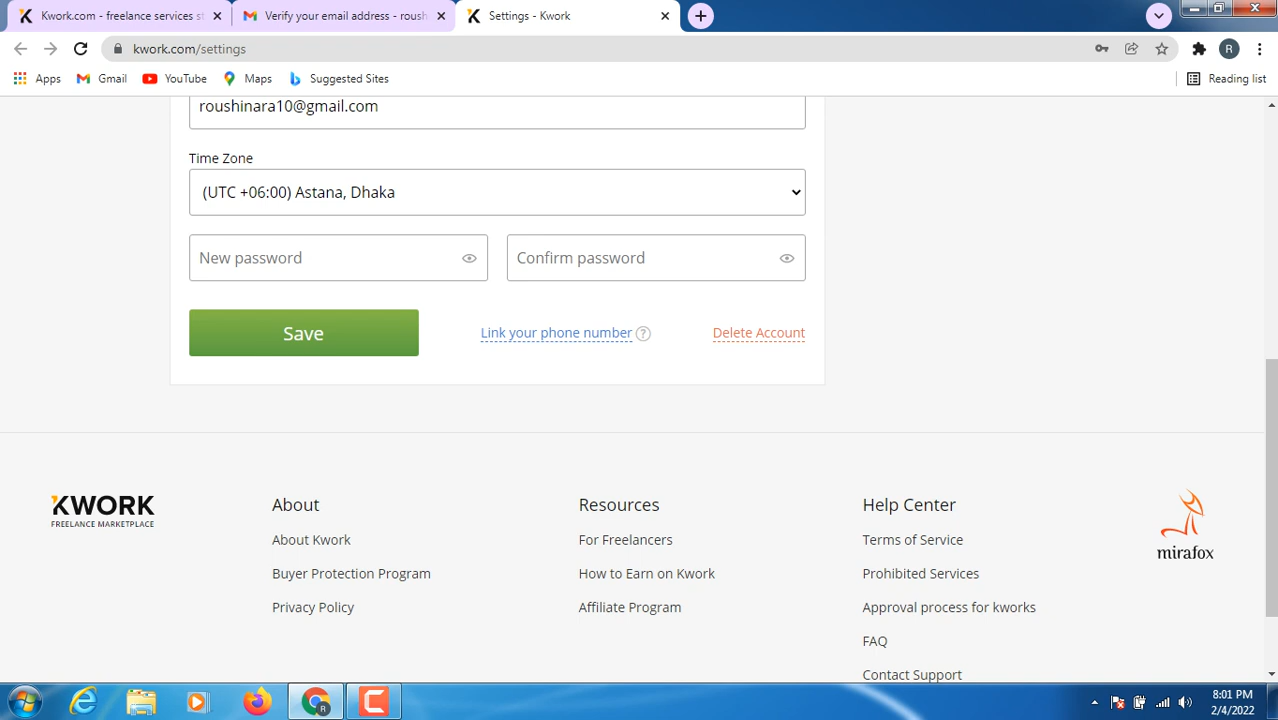 Kwork.com - freelance services st
Verify your email address - roush
Settings - Kwork
kwork.com/settings
R
Apps
Gmail
YouTube
Maps
Suggested Sites
Reading list
roushinara10@gmail.com
Time Zone
(UTC +06:00) Astana, Dhaka
New password
Confirm password
Save
Link your phone number ?
Delete Account
KWORK
FREELANCE MARKETPLACE
About
About Kwork
Buyer Protection Program
Privacy Policy
Resources
For Freelancers
How to Earn on Kwork
Affiliate Program
Help Center
Terms of Service
Prohibited Services
Approval process for kworks
FAQ
Contact Support
mirafox
8:01 PM
2/4/2022